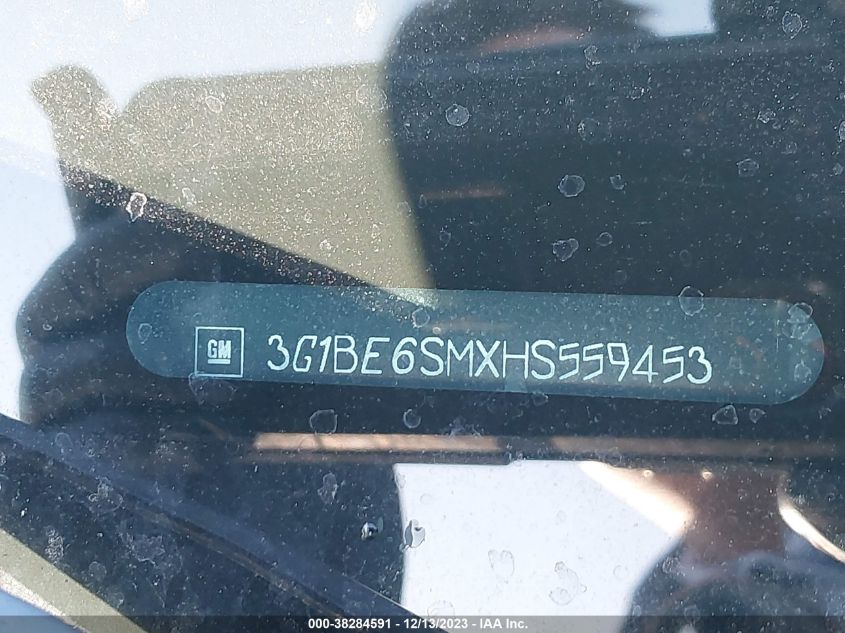 GM 3G1BE6SMXHS559453
000-38284591 - 12/13/2023 - IAA Inc.